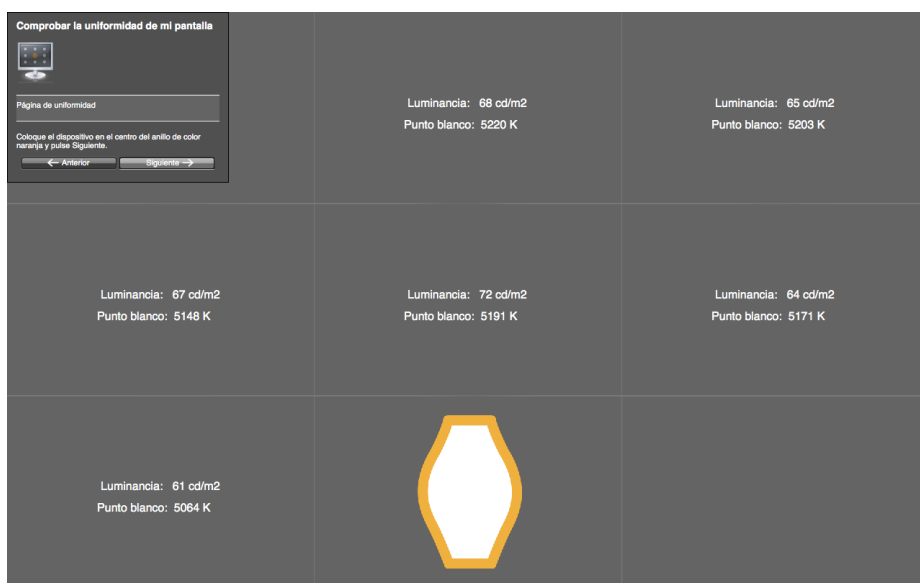 Comprobar la uniformidad de mi pantalla
Página de uniformidad
Coloque el dispositivo en el centro del anillo de color
naranja y pulse Siguiente.
← Anterior
Siguiente →
Luminancia: 68 cd/m2
Punto blanco: 5220 K
Luminancia: 65 cd/m2
Punto blanco: 5203 K
Luminancia: 67 cd/m2
Punto blanco: 5148 K
Luminancia: 72 cd/m2
Punto blanco: 5191 K
Luminancia: 64 cd/m2
Punto blanco: 5171 K
Luminancia: 61 cd/m2
Punto blanco: 5064 K